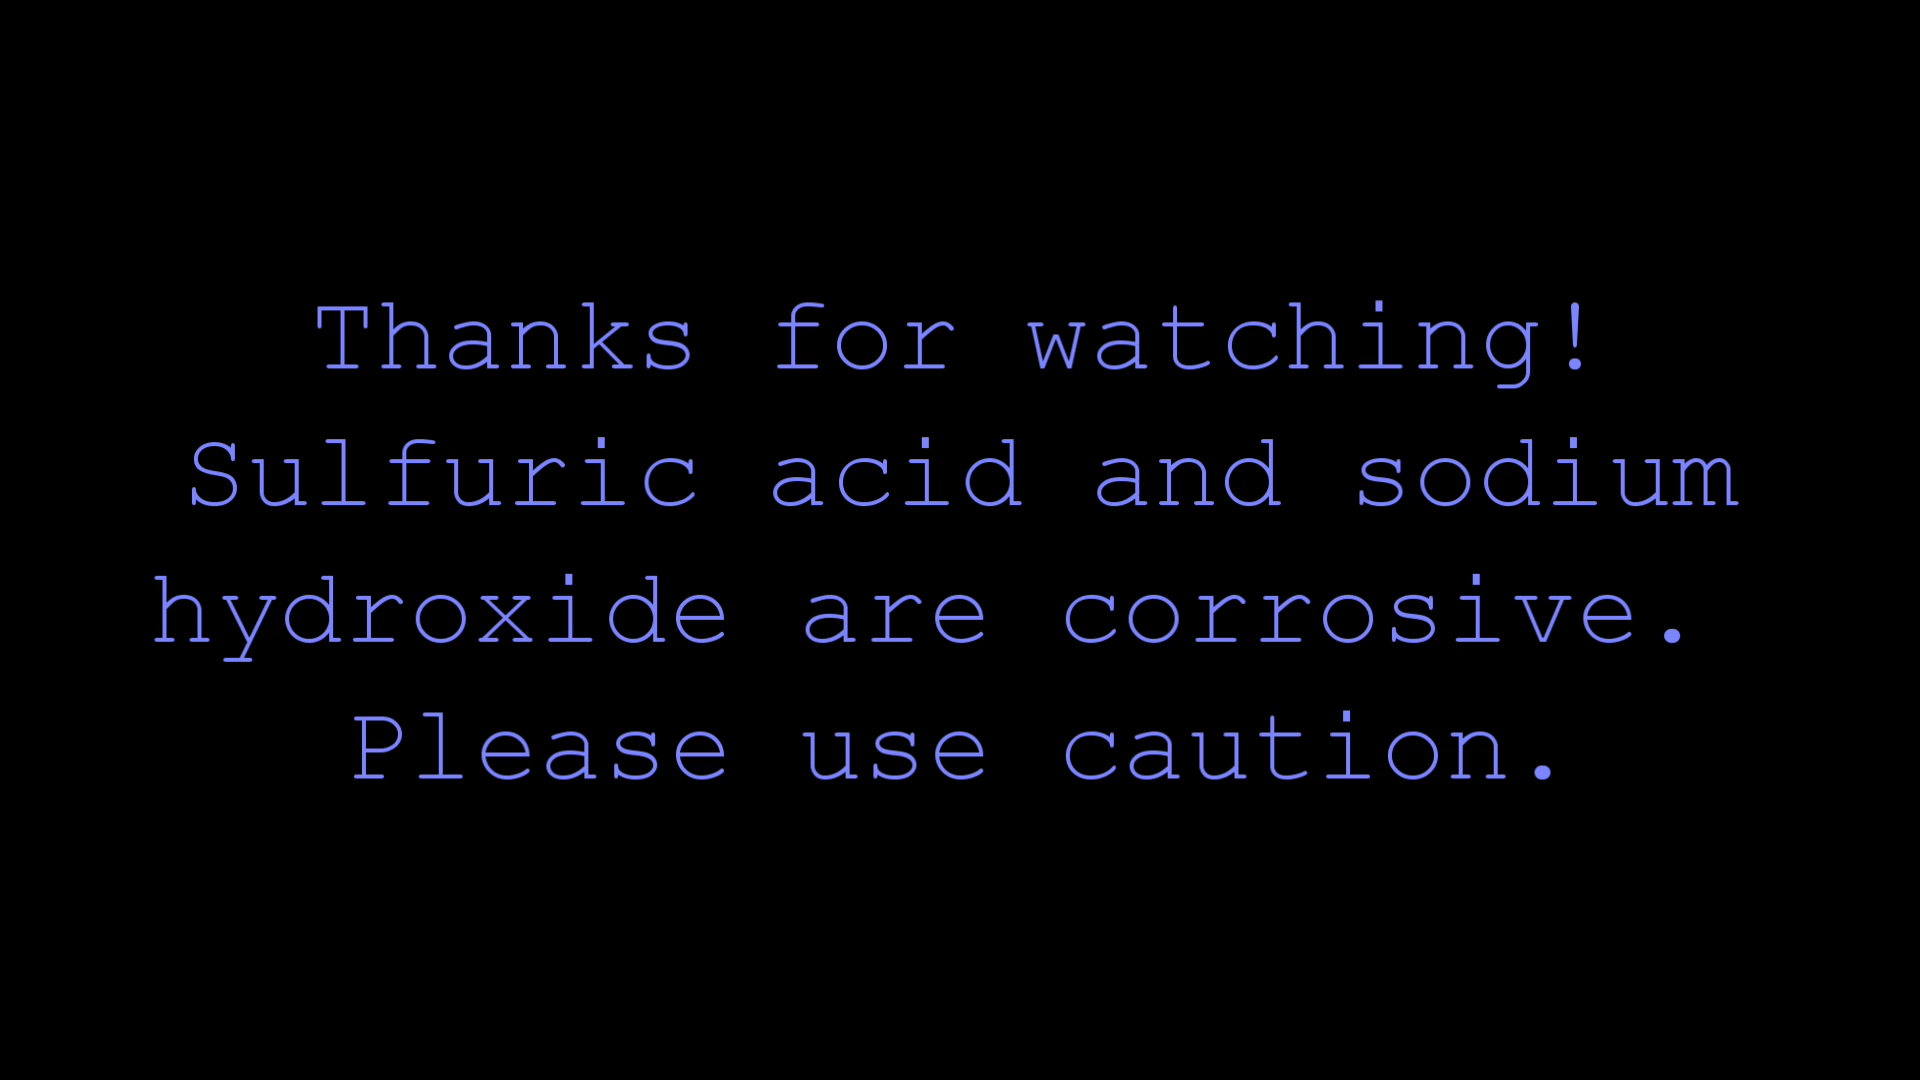 Thanks for watching!
Sulfuric acid and sodium
hydroxide are corrosive.
Please use caution.